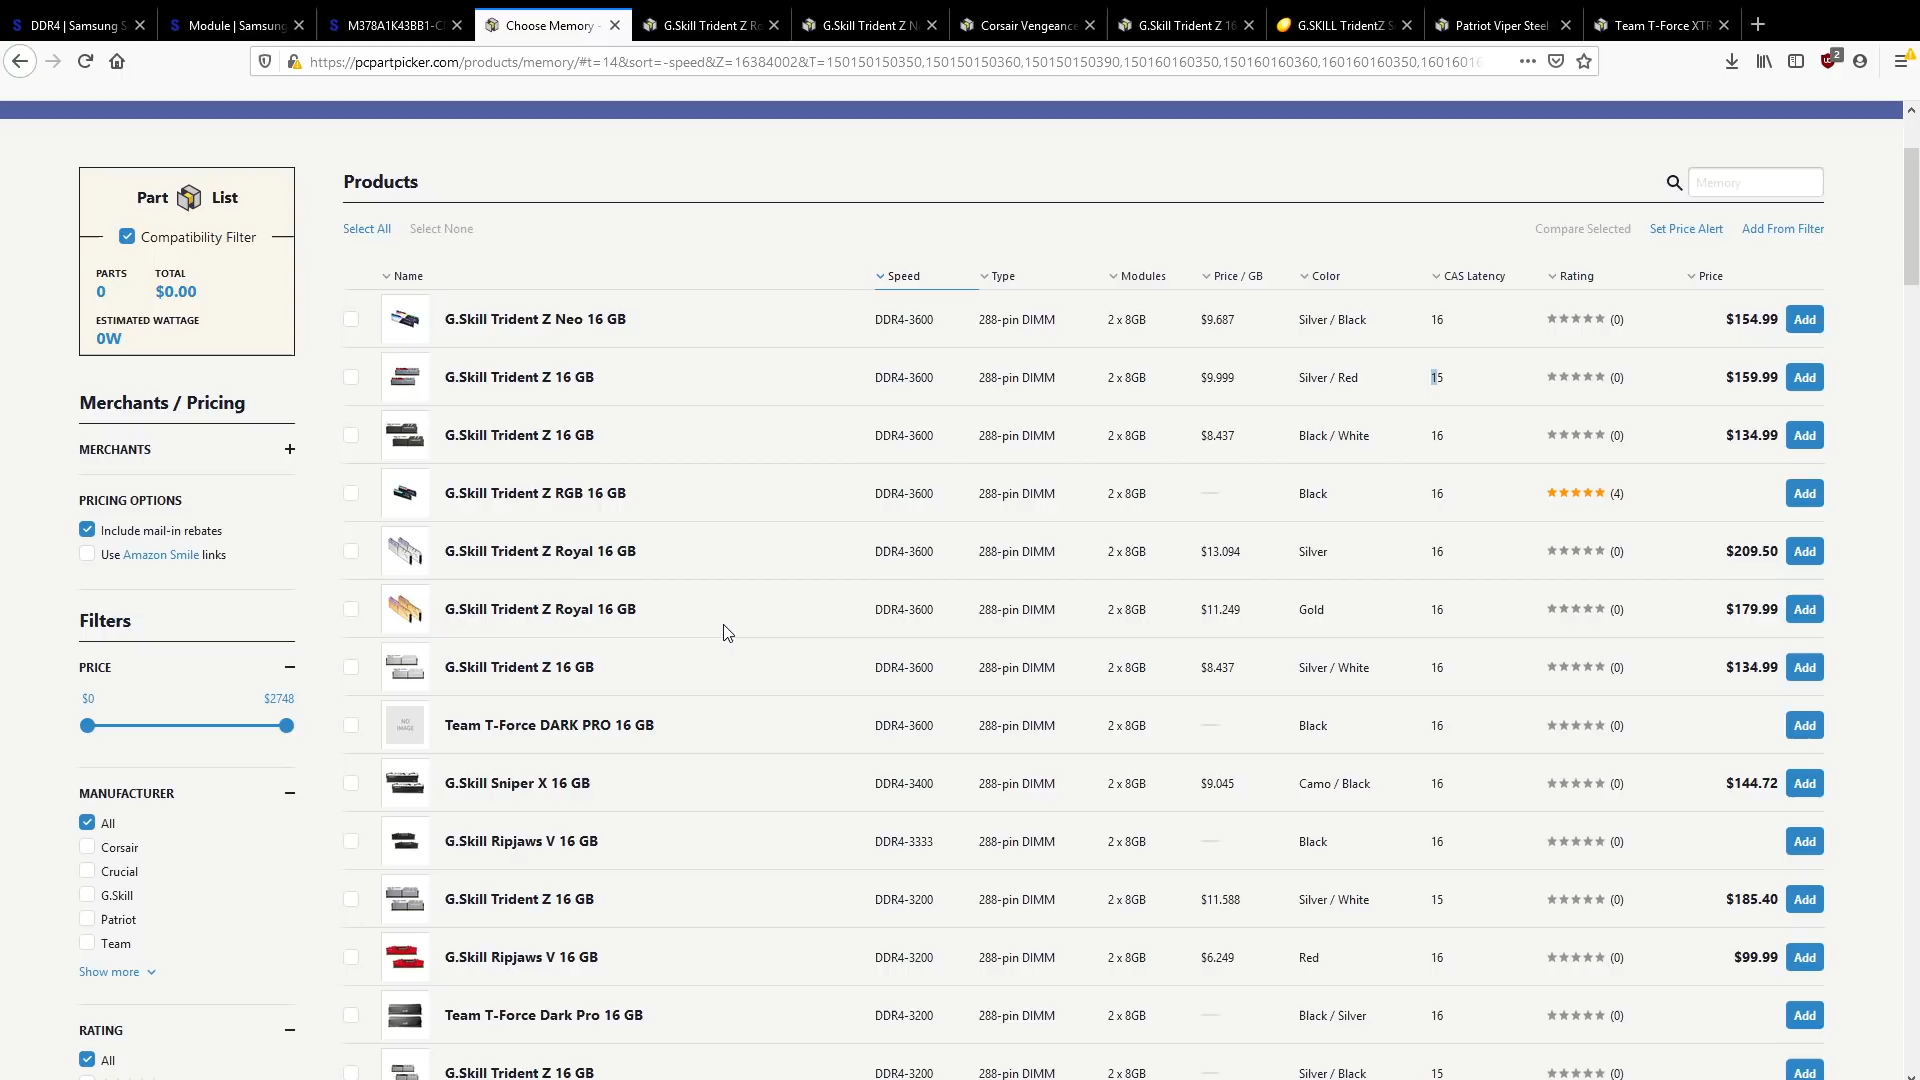 DDR4 | Samsung S
Module | Samsung
M378A1K43BB1-C
Choose Memory -
G.Skill Trident Z Ro
G.Skill Trident Z N
Corsair Vengeance
G.Skill Trident Z 16
G.SKILL TridentZ S
Patriot Viper Steel
Team T-Force XTR
https://pcpartpicker.com/products/memory/#t=14&sort=-speed&Z=16384002&T=150150150350,150150150360,150150150390,150160160350,150160160360,160160160350,1601601
2
Part List
Compatibility Filter
PARTS TOTAL
0 $0.00
ESTIMATED WATTAGE
0W
Merchants / Pricing
MERCHANTS
PRICING OPTIONS
Include mail-in rebates
Use Amazon Smile links
Filters
PRICE
$0 $2748
MANUFACTURER
All
Corsair
Crucial
G.Skill
Patriot
Team
Show more
RATING
All
Products
Memory
Select All Select None Compare Selected Set Price Alert Add From Filter
Name Speed Type Modules Price / GB Color CAS Latency Rating Price
G.Skill Trident Z Neo 16 GB DDR4-3600 288-pin DIMM 2 x 8GB $9.687 Silver / Black 16 (0) $154.99 Add
G.Skill Trident Z 16 GB DDR4-3600 288-pin DIMM 2 x 8GB $9.999 Silver / Red 15 (0) $159.99 Add
G.Skill Trident Z 16 GB DDR4-3600 288-pin DIMM 2 x 8GB $8.437 Black / White 16 (0) $134.99 Add
G.Skill Trident Z RGB 16 GB DDR4-3600 288-pin DIMM 2 x 8GB Black 16 (4) Add
G.Skill Trident Z Royal 16 GB DDR4-3600 288-pin DIMM 2 x 8GB $13.094 Silver 16 (0) $209.50 Add
G.Skill Trident Z Royal 16 GB DDR4-3600 288-pin DIMM 2 x 8GB $11.249 Gold 16 (0) $179.99 Add
G.Skill Trident Z 16 GB DDR4-3600 288-pin DIMM 2 x 8GB $8.437 Silver / White 16 (0) $134.99 Add
NO IMAGE Team T-Force DARK PRO 16 GB DDR4-3600 288-pin DIMM 2 x 8GB Black 16 (0) Add
G.Skill Sniper X 16 GB DDR4-3400 288-pin DIMM 2 x 8GB $9.045 Camo / Black 16 (0) $144.72 Add
G.Skill Ripjaws V 16 GB DDR4-3333 288-pin DIMM 2 x 8GB Black 16 (0) Add
G.Skill Trident Z 16 GB DDR4-3200 288-pin DIMM 2 x 8GB $11.588 Silver / White 15 (0) $185.40 Add
G.Skill Ripjaws V 16 GB DDR4-3200 288-pin DIMM 2 x 8GB $6.249 Red 16 (0) $99.99 Add
Team T-Force Dark Pro 16 GB DDR4-3200 288-pin DIMM 2 x 8GB Black / Silver 16 (0) Add
G.Skill Trident Z 16 GB DDR4-3200 288-pin DIMM 2 x 8GB Silver / Black 15 (0) Add